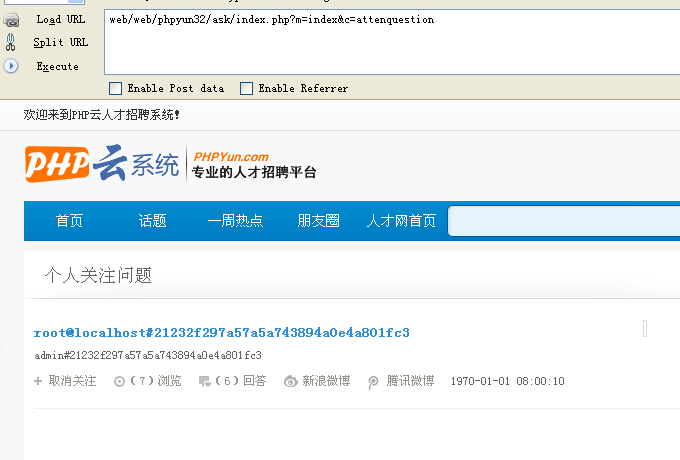 Load URL
web/web/phpyun32/ask/index.php?m=index&c=attenquestion
Split URL
Execute
Enable Post data Enable Referrer
欢迎来到PHP云人才招聘系统!
PHP云系统
PHPYun.com
专业的人才招聘平台
首页 话题 一周热点 朋友圈 人才网首页
个人关注问题
root@localhost#21232f297a57a5a743894a0e4a801fc3
admin#21232f297a57a5a743894a0e4a801fc3
+ 取消关注 (7)浏览 (6)回答 新浪微博 腾讯微博 1970-01-01 08:00:10